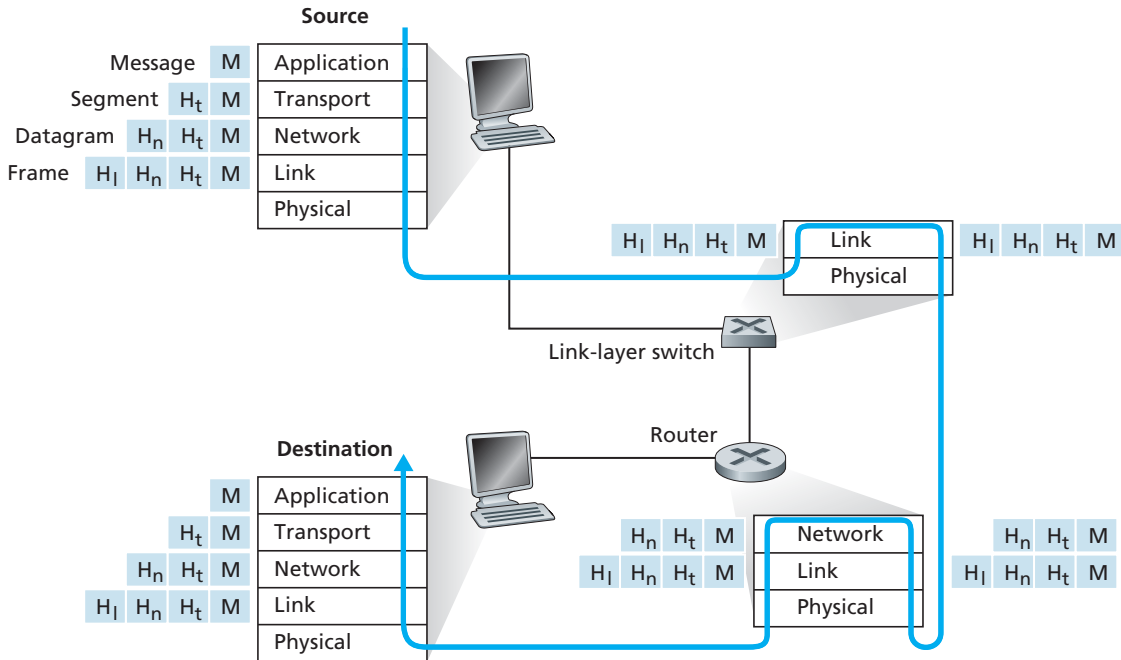 Source
Message M Application
Segment Ht M Transport
Datagram Hn Ht M Network
Frame Hl Hn Ht M Link
Physical
Hl Hn Ht M Link Hl Hn Ht M
Physical
Link-layer switch
Router
Destination
M Application
Ht M Transport
Hn Ht M Network
Hl Hn Ht M Link
Physical
Hn Ht M Network Hn Ht M
Hl Hn Ht M Link Hl Hn Ht M
Physical